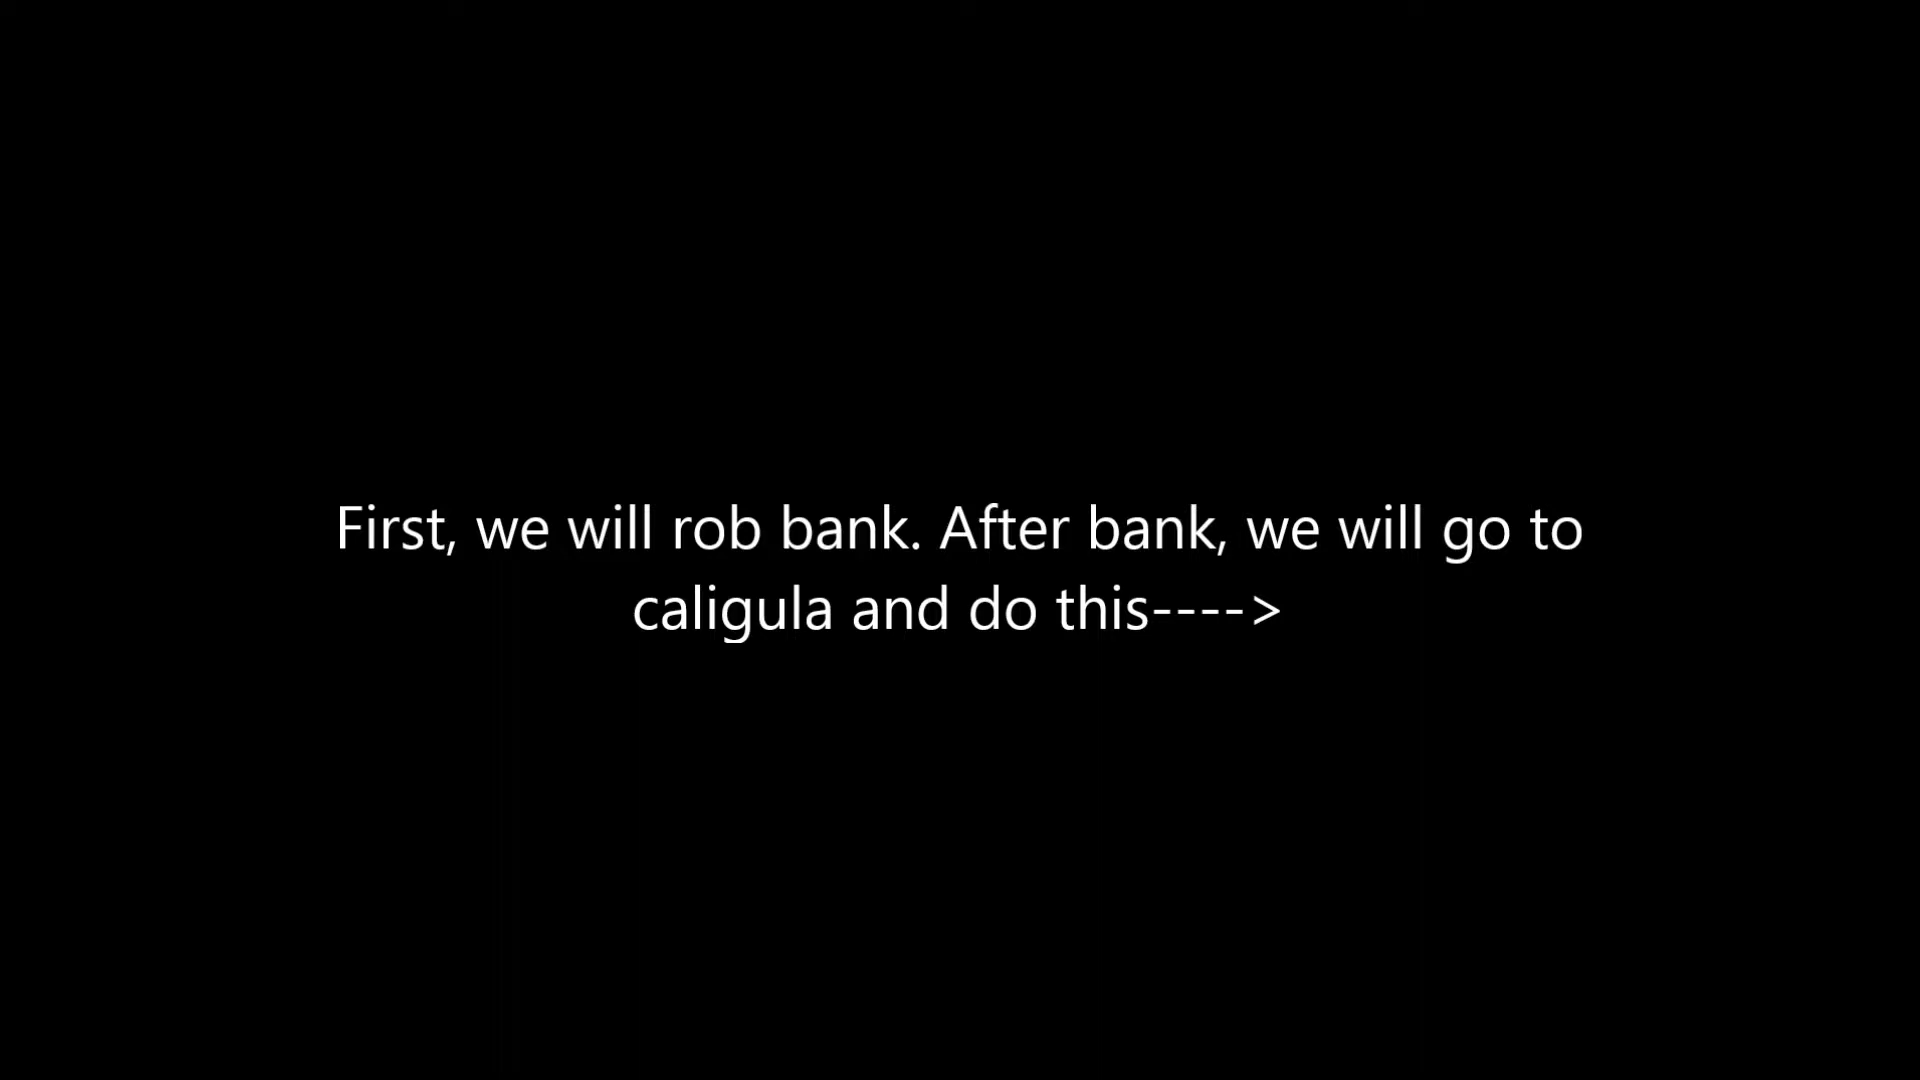 First, we will rob bank. After bank, we will go to
caligula and do this---->